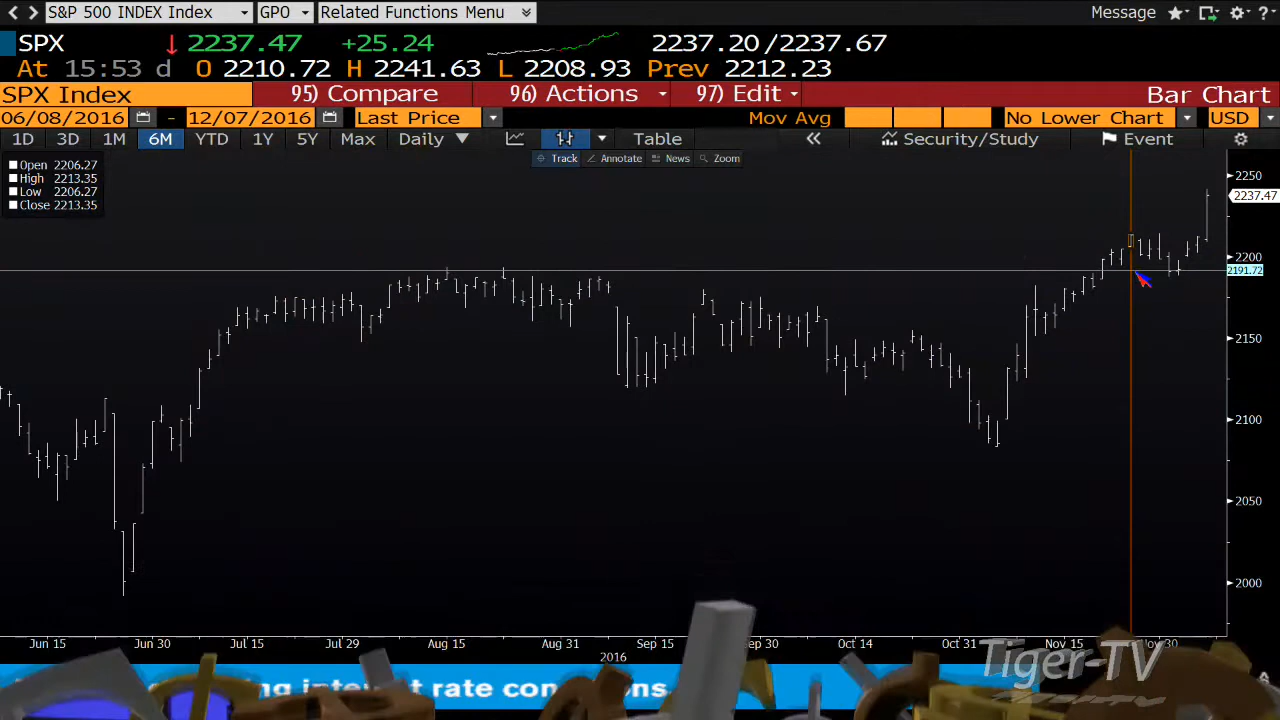 S&P 500 INDEX Index GPO Related Functions Menu Message
SPX 2237.47 +25.24 2237.20/2237.67
At 15:53 d O 2210.72 H 2241.63 L 2208.93 Prev 2212.23
SPX Index 95) Compare 96) Actions 97) Edit Bar Chart
06/08/2016 - 12/07/2016 Last Price Mov Avg No Lower Chart USD
1D 3D 1M 6M YTD 1Y 5Y Max Daily Table Security/Study Event
Track Annotate News Zoom
Open 2206.27
High 2213.35
Low 2206.27
Close 2213.35
2250
2237.47
2200
2191.72
2150
2100
2050
2000
Jun 15 Jun 30 Jul 15 Jul 29 Aug 15 Aug 31 Sep 15 Oct 14 Oct 31 Nov 15
2016
Tiger-TV
rate